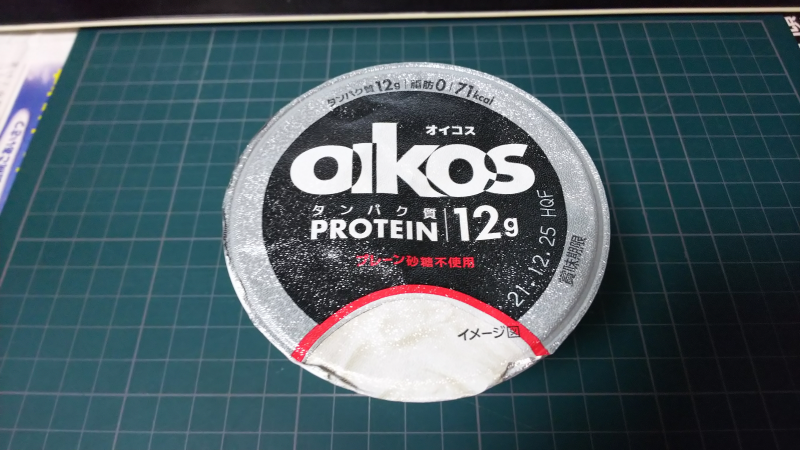 タンパク質12g 脂肪0 71kcal
オイコス
oikos
タンパク質
PROTEIN 12g
プレーン砂糖不使用
21.12.25 HQF
賞味期限
イメージ図